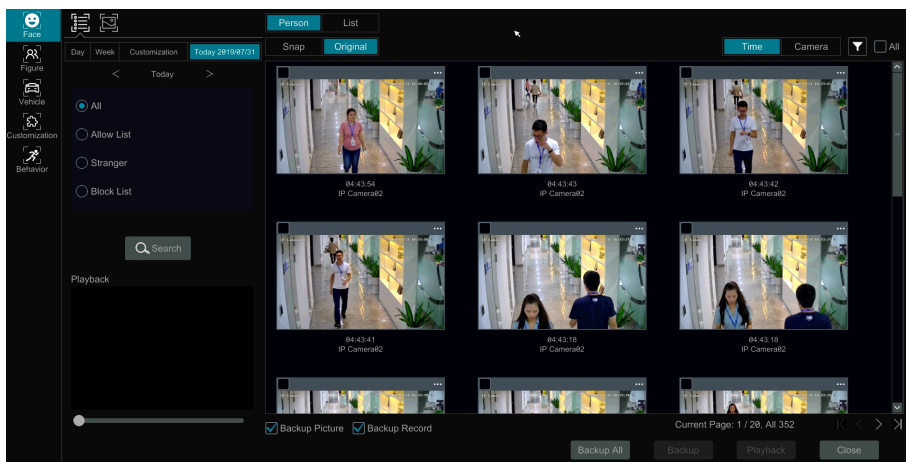 Face
Figure
Vehicle
Customization
Behavior
Day Week Customization Today 2019/07/31
< Today >
All
Allow List
Stranger
Block List
Search
Playback
Person List
Snap Original
Time Camera All
04:43:54
IP Camera02
04:43:43
IP Camera02
04:43:42
IP Camera02
04:43:41
IP Camera02
04:43:18
IP Camera02
04:43:18
IP Camera02
Backup Picture Backup Record
Current Page: 1 / 20, All 352
Backup All Backup Playback Close